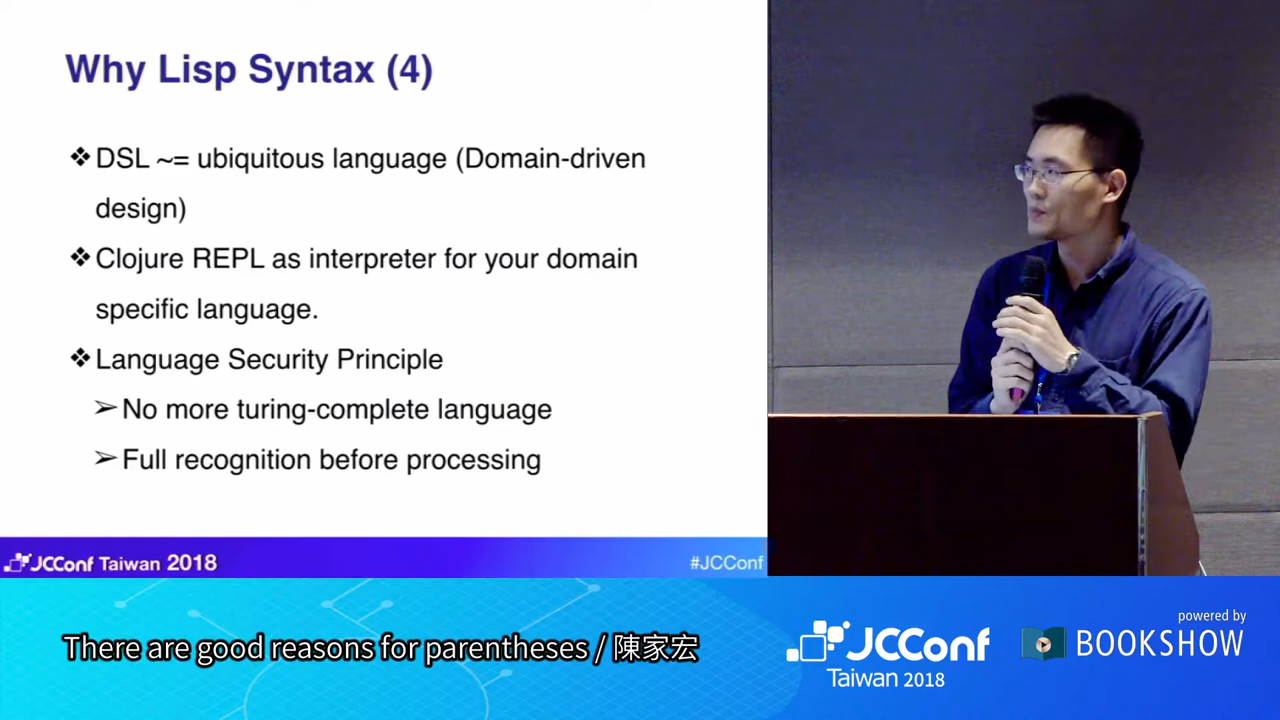 Why Lisp Syntax (4)
❖ DSL ~= ubiquitous language (Domain-driven
design)
❖ Clojure REPL as interpreter for your domain
specific language.
❖ Language Security Principle
➢ No more turing-complete language
➢ Full recognition before processing
JCConf Taiwan 2018
#JCConf
There are good reasons for parentheses / 陳家宏
JCConf
Taiwan 2018
powered by
BOOKSHOW